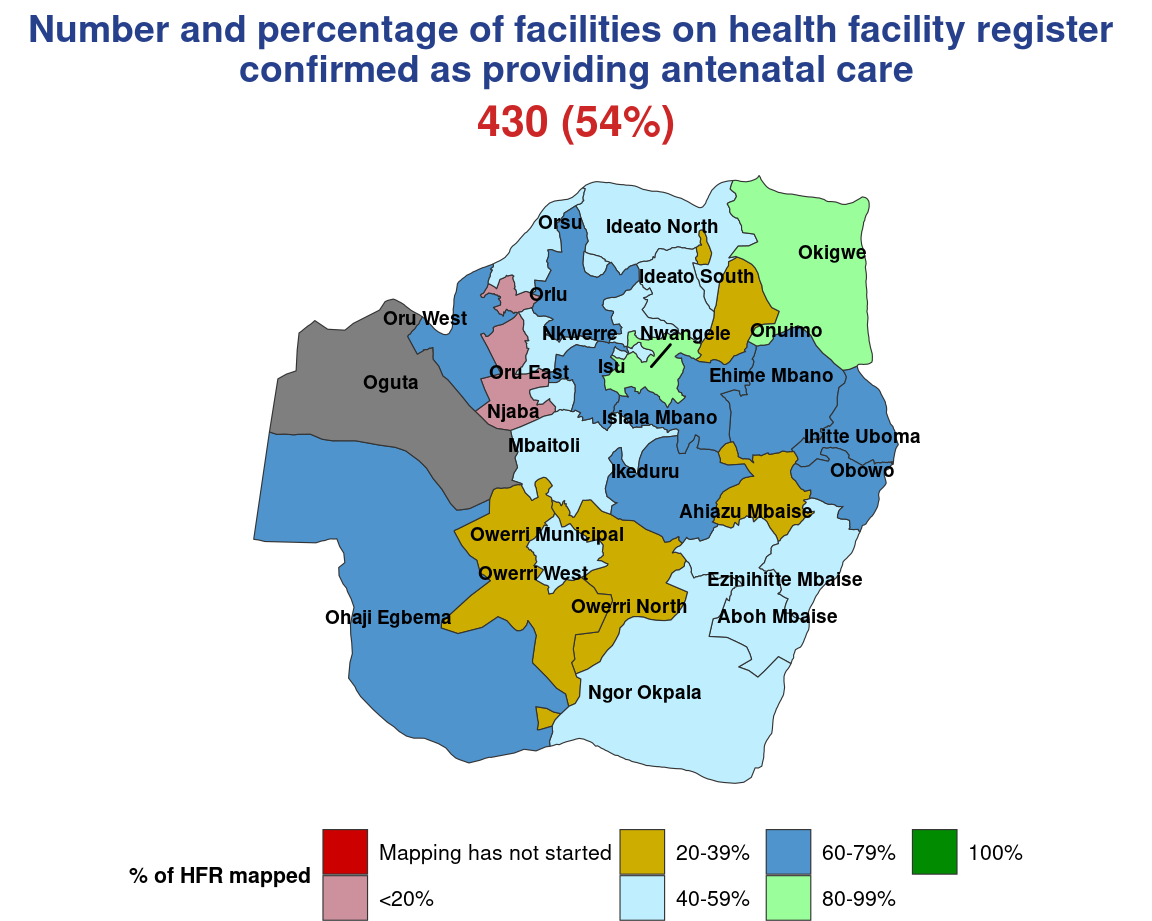 Number and percentage of facilities on health facility register
confirmed as providing antenatal care
430 (54%)
Orsu
Ideato North
Okigwe
Ideato South
Orlu
Oru West
Nkwerre
Nwangele
Onuimo
Isu
Oru East
Ehime Mbano
Oguta
Njaba
Isiala Mbano
Ihitte Uboma
Mbaitoli
Ikeduru
Obowo
Ahiazu Mbaise
Owerri Municipal
Owerri West
Ezinihitte Mbaise
Owerri North
Ohaji Egbema
Aboh Mbaise
Ngor Okpala
% of HFR mapped
Mapping has not started
<20%
20-39%
40-59%
60-79%
80-99%
100%